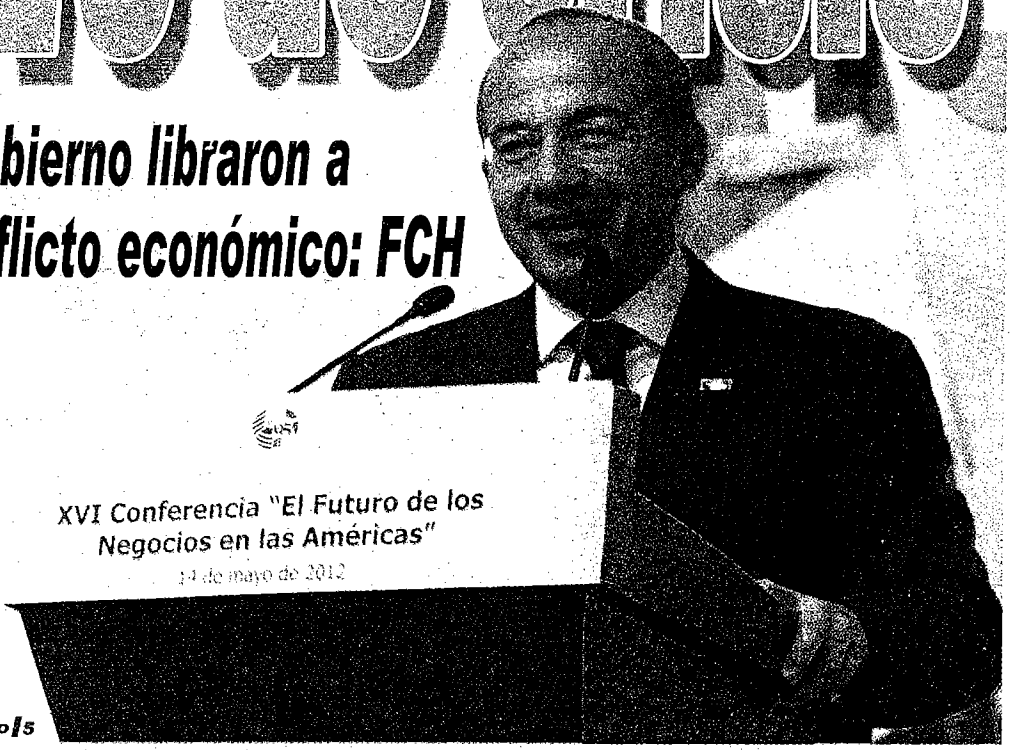 bierno libraron a
flicto económico: FCH
XVI Conferencia "El Futuro de los
Negocios en las Américas"
14 de mayo de 2012
o/5